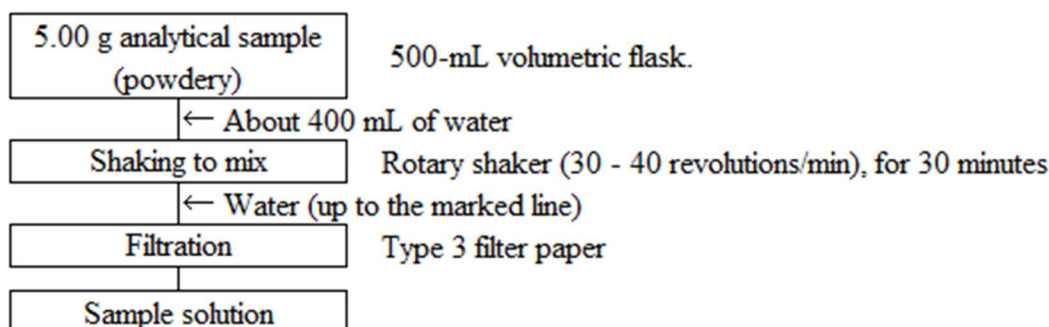 5.00 g analytical sample
(powdery)
500-mL volumetric flask.
← About 400 mL of water
Shaking to mix
Rotary shaker (30 - 40 revolutions/min), for 30 minutes
← Water (up to the marked line)
Filtration
Type 3 filter paper
Sample solution